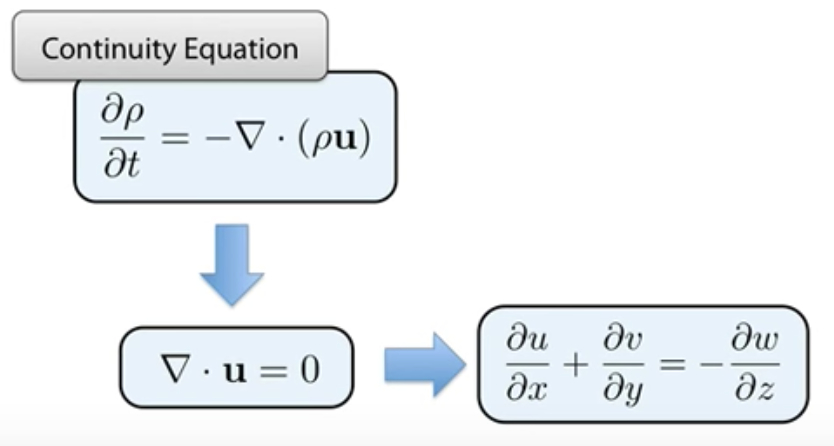 Continuity Equation
∂ρ/∂t = −∇ · (ρ𝐮)
∇ · 𝐮 = 0
∂u/∂x + ∂v/∂y = −∂w/∂z